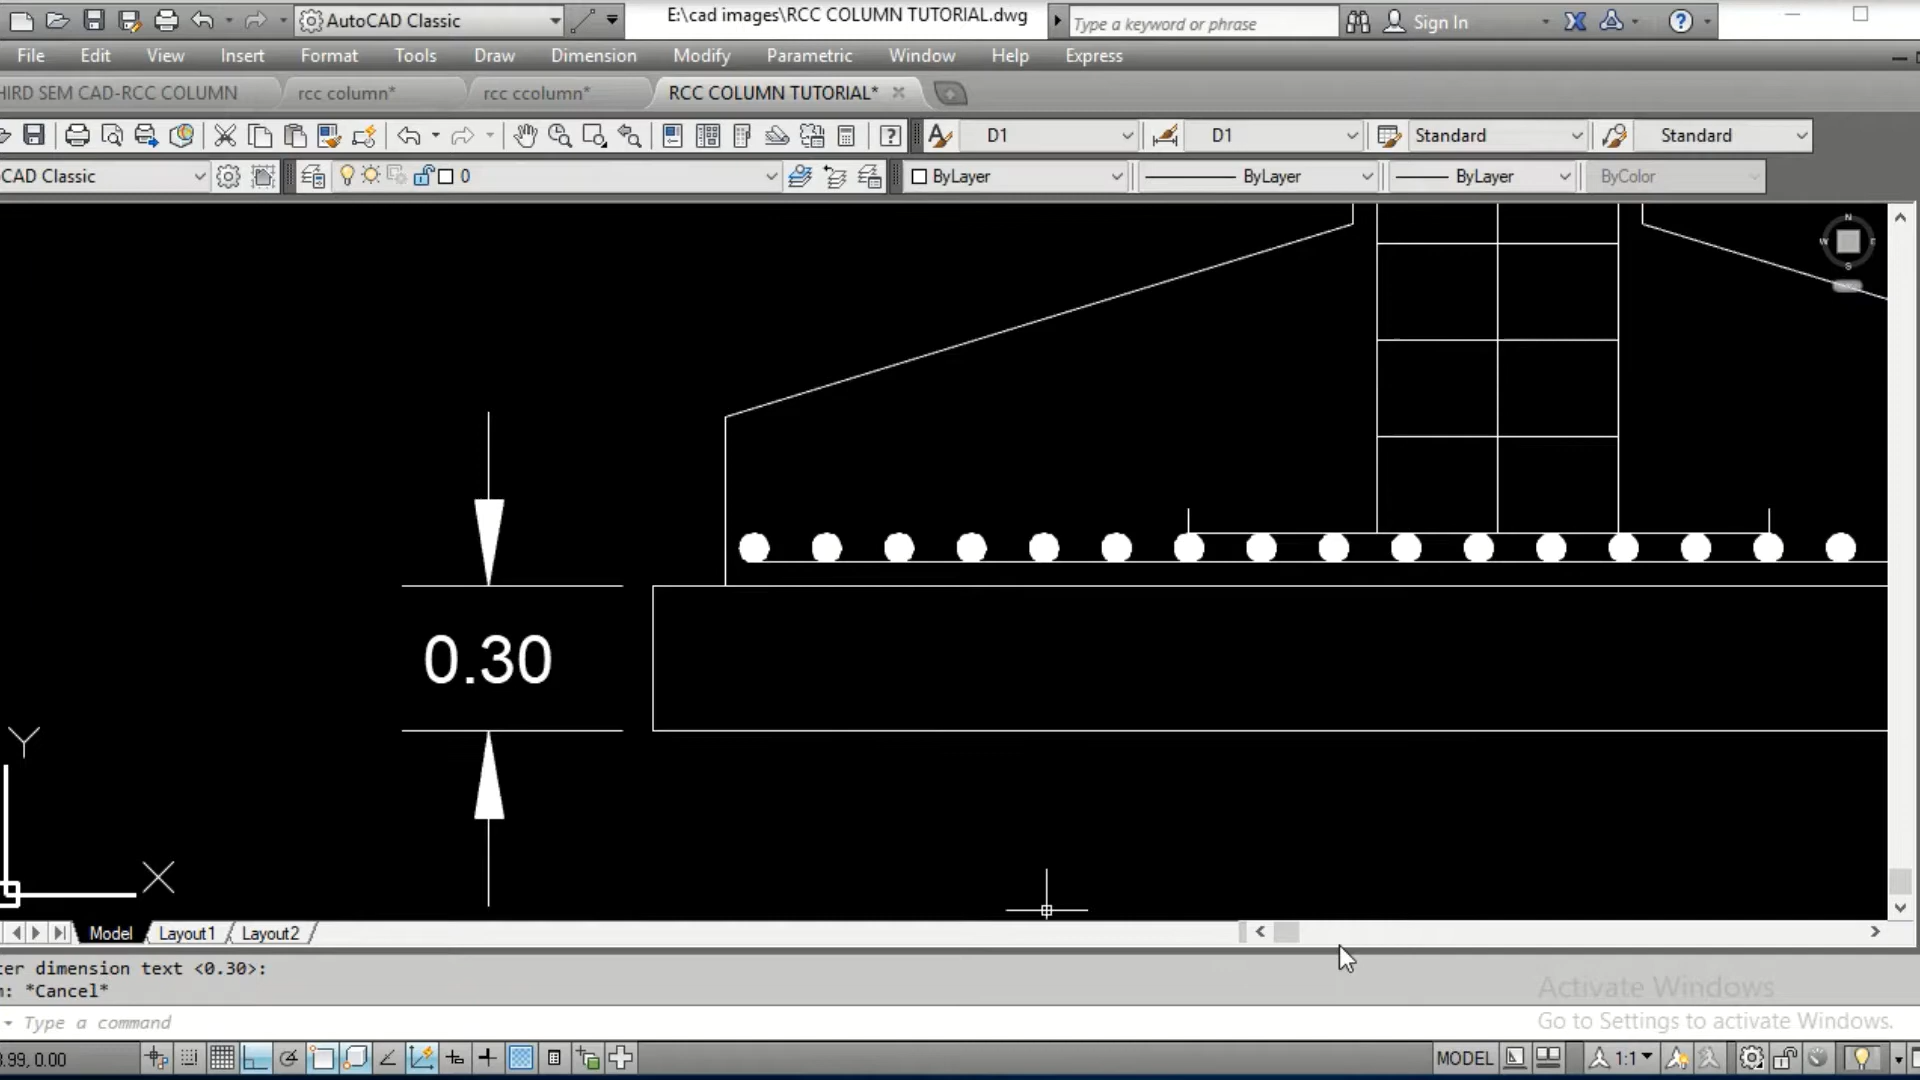 AutoCAD Classic
E:\cad images\RCC COLUMN TUTORIAL.dwg
Type a keyword or phrase
Sign In
File Edit View Insert Format Tools Draw Dimension Modify Parametric Window Help Express
HIRD SEM CAD-RCC COLUMN
rcc column*
rcc ccolumn*
RCC COLUMN TUTORIAL*
D1
D1
Standard
Standard
CAD Classic
0
ByLayer
ByLayer
ByLayer
ByColor
N
W
S
0.30
Y
X
Model Layout1 Layout2
ter dimension text <0.30>:
: *Cancel*
Type a command
Activate Windows
Go to Settings to activate Windows.
.99, 0.00
MODEL
1:1